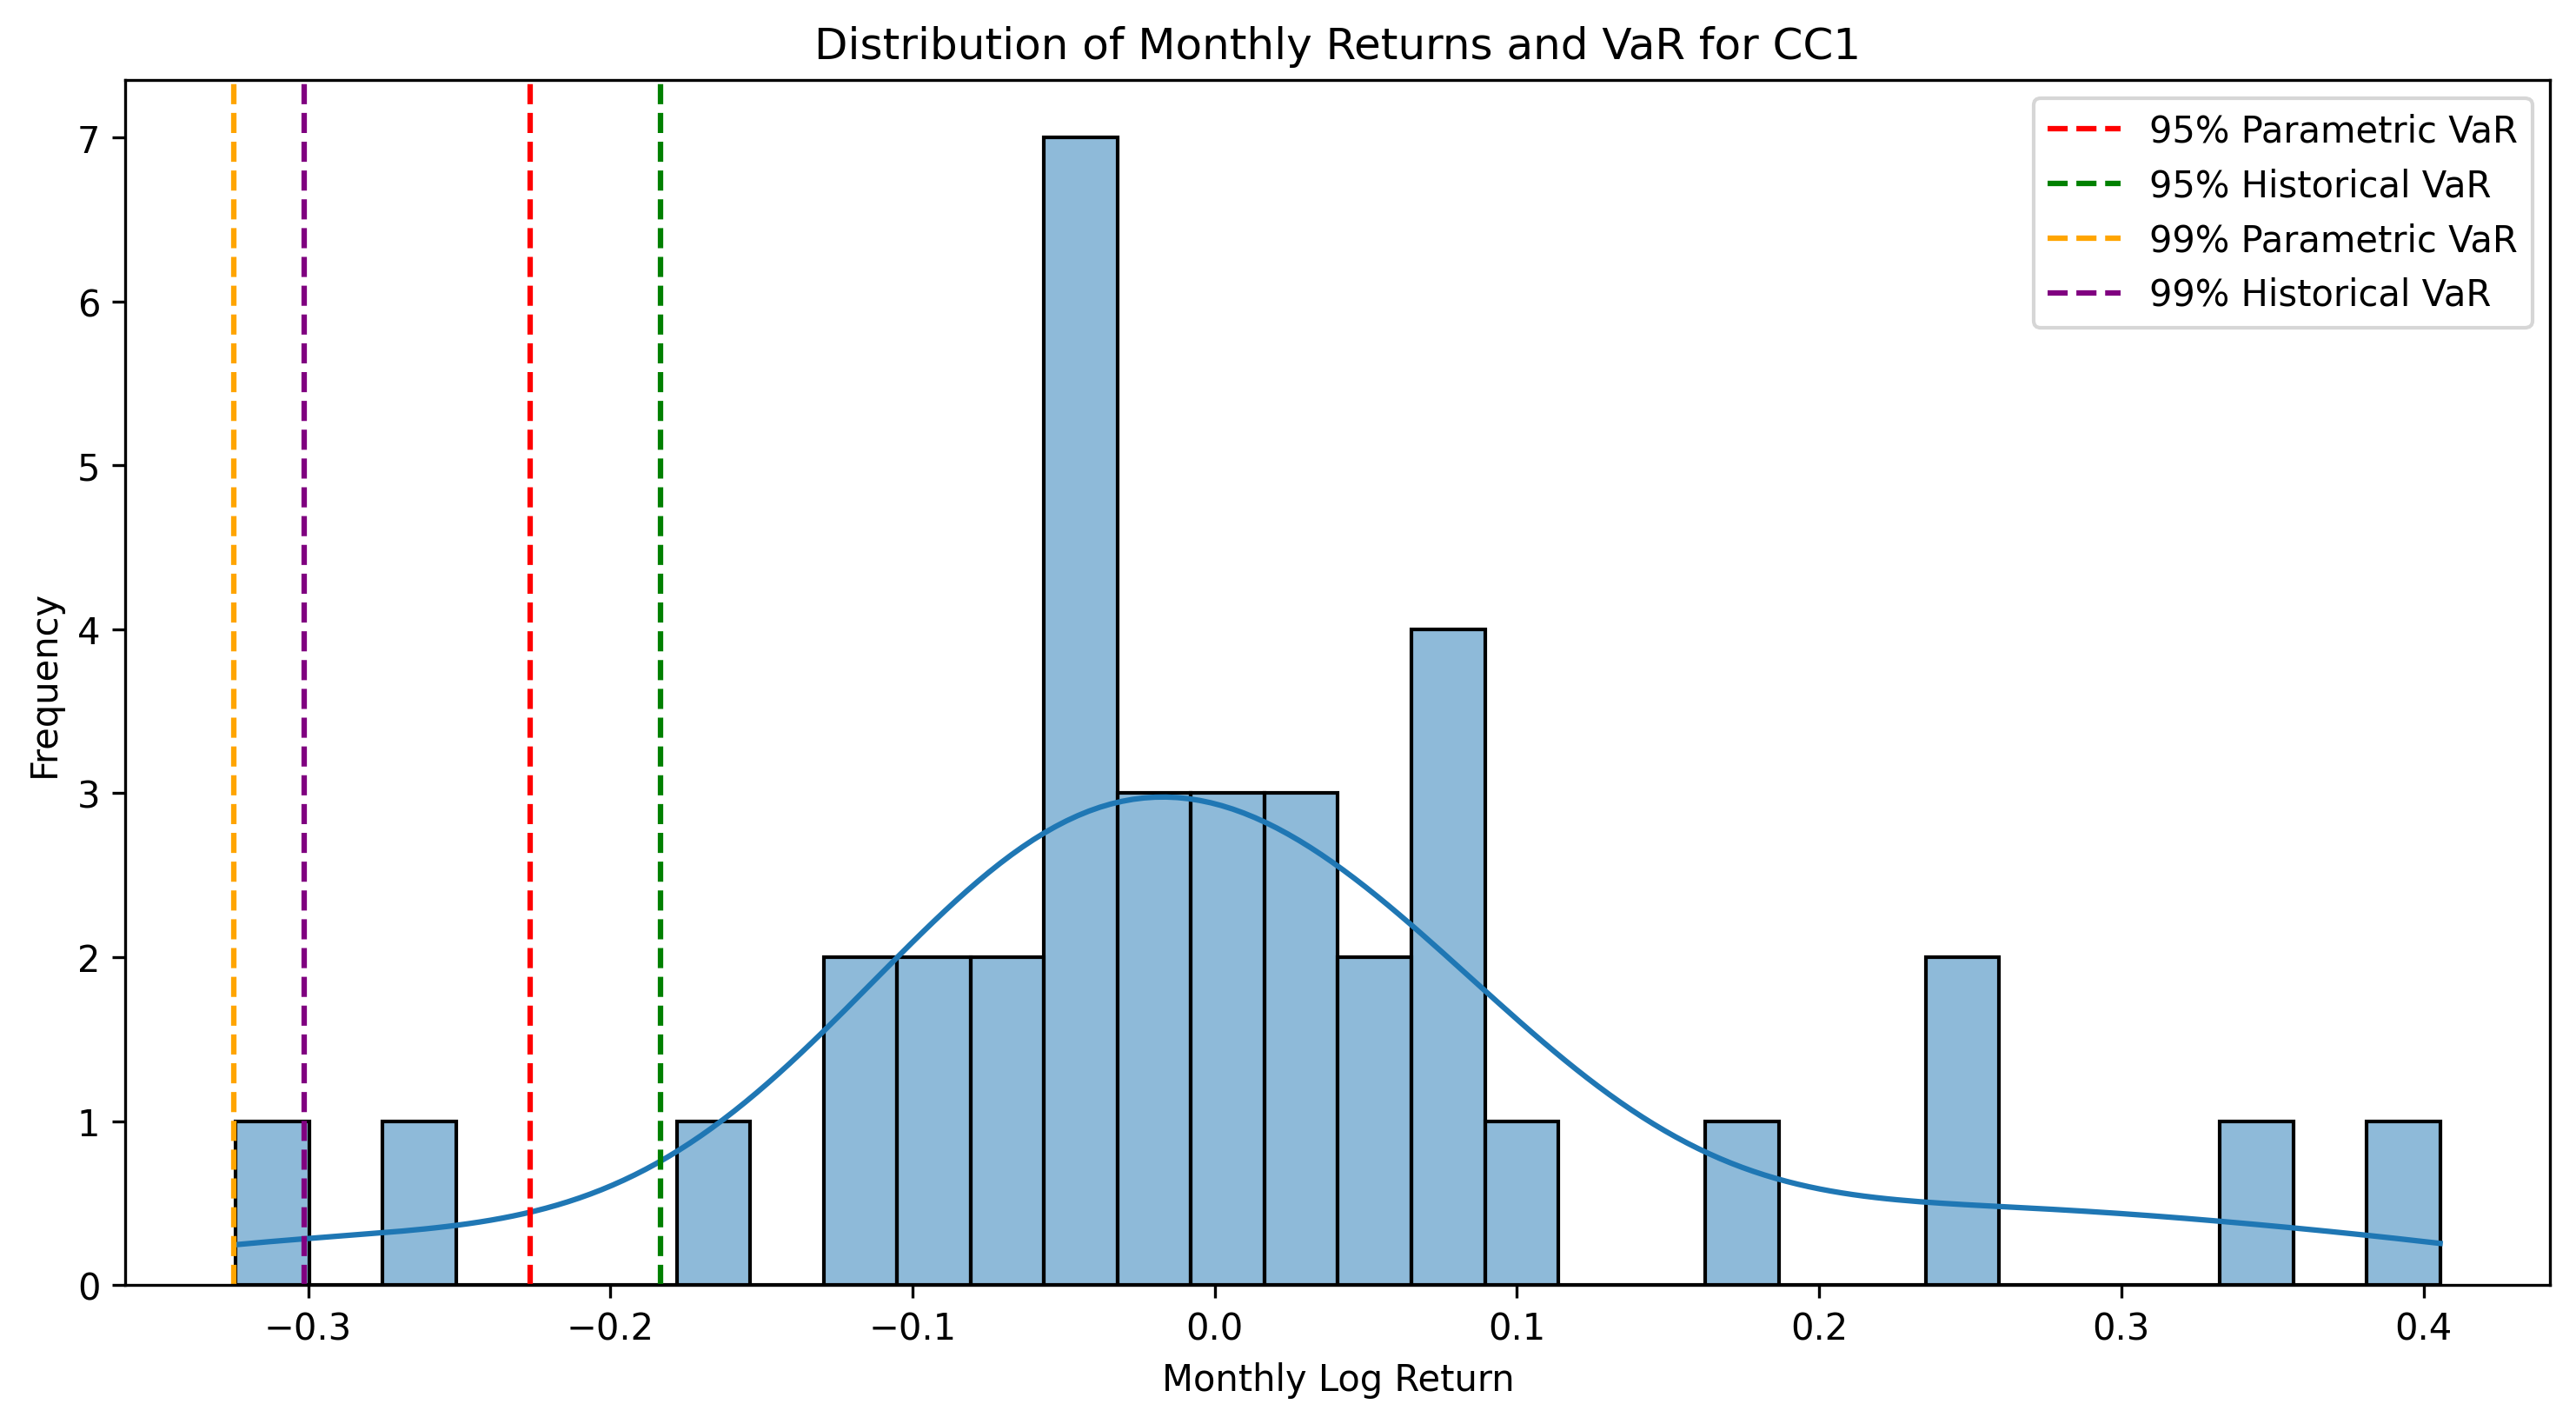 Distribution of Monthly Returns and VaR for CC1
95% Parametric VaR
95% Historical VaR
99% Parametric VaR
99% Historical VaR
Frequency
7
6
5
4
3
2
1
0
−0.3 −0.2 −0.1 0.0 0.1 0.2 0.3 0.4
Monthly Log Return